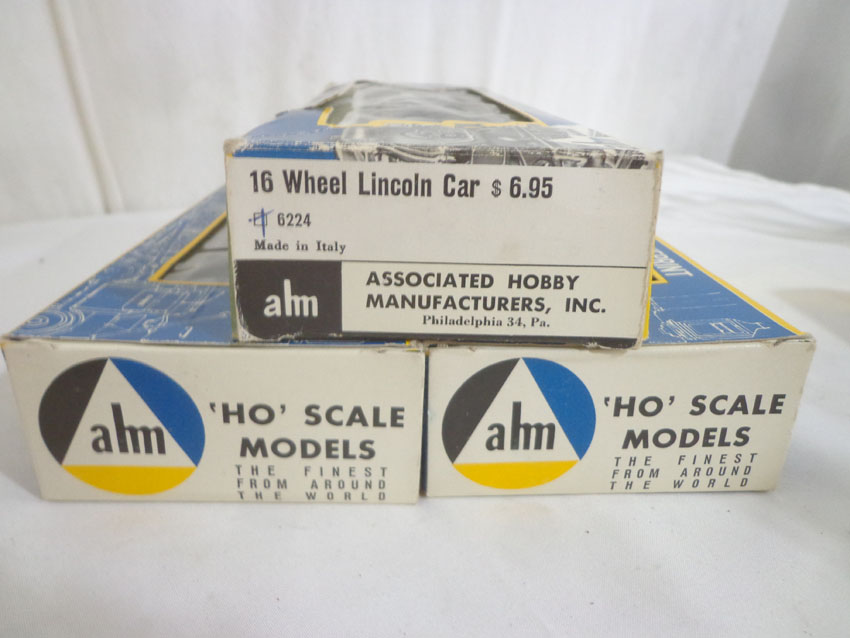 16 Wheel Lincoln Car $ 6.95
6224
Made in Italy
ahm
ASSOCIATED HOBBY
MANUFACTURERS, INC.
Philadelphia 34, Pa.
ahm
'HO' SCALE
MODELS
THE FINEST
FROM AROUND
THE WORLD
ahm
'HO' SCALE
MODELS
THE FINEST
FROM AROUND
THE WORLD